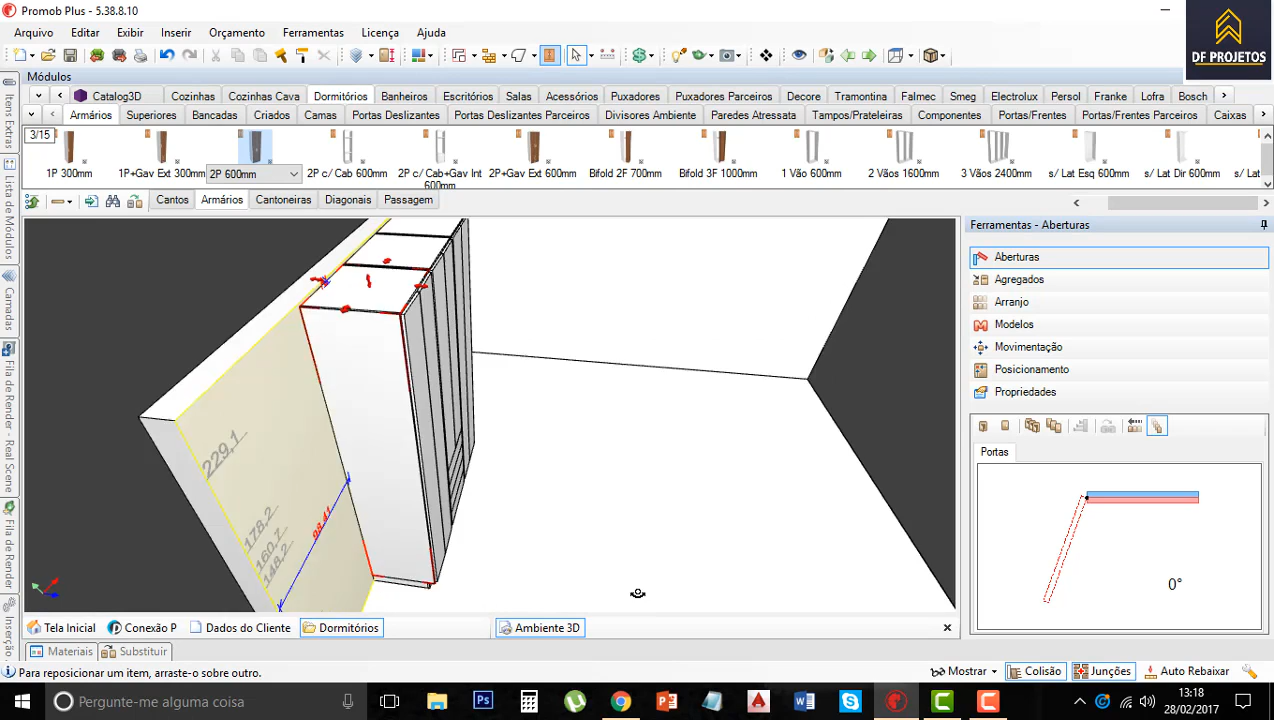 Promob Plus - 5.38.8.10
DF PROJETOS
Arquivo Editar Exibir Inserir Orçamento Ferramentas Licença Ajuda
Módulos
Catalog3D Cozinhas Cozinhas Cava Dormitórios Banheiros Escritórios Salas Acessórios Puxadores Puxadores Parceiros Decore Tramontina Falmec Smeg Electrolux Persol Franke Lofra Bosch
Armários Superiores Bancadas Criados Camas Portas Deslizantes Portas Deslizantes Parceiros Divisores Ambiente Paredes Atressatta Tampos/Prateleiras Componentes Portas/Frentes Portas/Frentes Parceiros Caixas
3/15
1P 300mm 1P+Gav Ext 300mm 2P 600mm 2P c/ Cab 600mm 2P c/ Cab+Gav Int 600mm 2P+Gav Ext 600mm Bifold 2F 700mm Bifold 3F 1000mm 1 Vão 600mm 2 Vãos 1600mm 3 Vãos 2400mm s/ Lat Esq 600mm s/ Lat Dir 600mm s/ Lat
Cantos Armários Cantoneiras Diagonais Passagem
Itens Extras
Lista de Módulos
Camadas
Fila de Render - Real Scene
Fila de Render
Inserção
229,1
178,2
160,7
148,2
98,41
Ferramentas - Aberturas
Aberturas
Agregados
Arranjo
Modelos
Movimentação
Posicionamento
Propriedades
Portas
0°
Tela Inicial Conexão P Dados do Cliente Dormitórios Ambiente 3D
Materiais Substituir
Para reposicionar um item, arraste-o sobre outro. Mostrar Colisão Junções Auto Rebaixar
Pergunte-me alguma coisa
13:18
28/02/2017